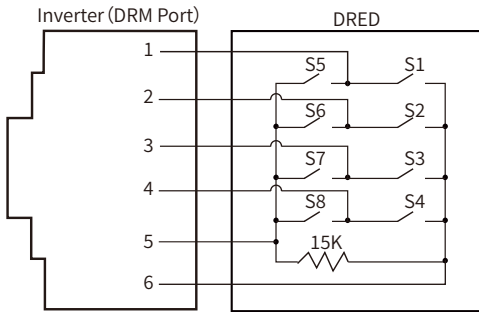 Inverter (DRM Port)
DRED
1
S5 S1
2
S6 S2
3
S7 S3
4
S8 S4
5
15K
6